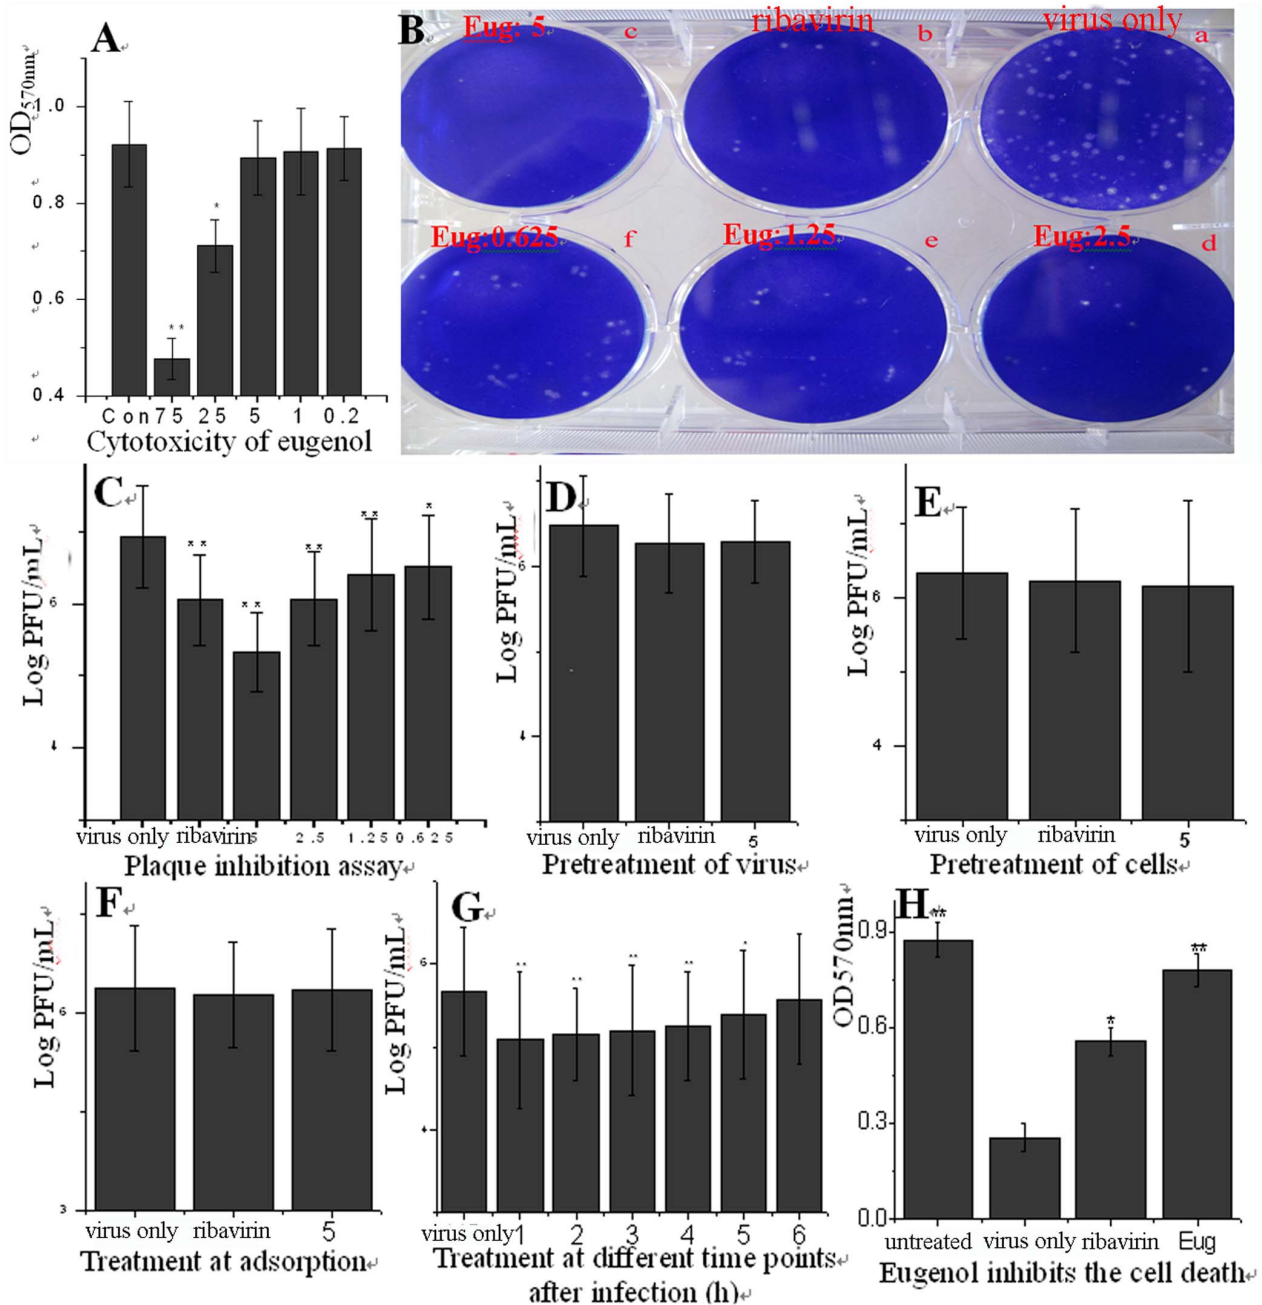 A
OD570nm
1.0
0.8
0.6
0.4
**
*
Con 75 25 5 1 0.2
Cytotoxicity of eugenol
B
Eug: 5 c
ribavirin b
virus only a
Eug:0.625 f
Eug:1.25 e
Eug:2.5 d
C
Log PFU/mL
6
4
** ** ** ** *
virus only ribavirin 5 2.5 1.25 0.625
Plaque inhibition assay
D
Log PFU/mL
6
4
virus only ribavirin 5
Pretreatment of virus
E
Log PFU/mL
6
4
virus only ribavirin 5
Pretreatment of cells
F
Log PFU/mL
6
3
virus only ribavirin 5
Treatment at adsorption
G
Log PFU/mL
6
4
** ** ** ** *
virus only 1 2 3 4 5 6
Treatment at different time points
after infection (h)
H
OD570nm
0.9
0.6
0.3
0.0
** * **
untreated virus only ribavirin Eug
Eugenol inhibits the cell death